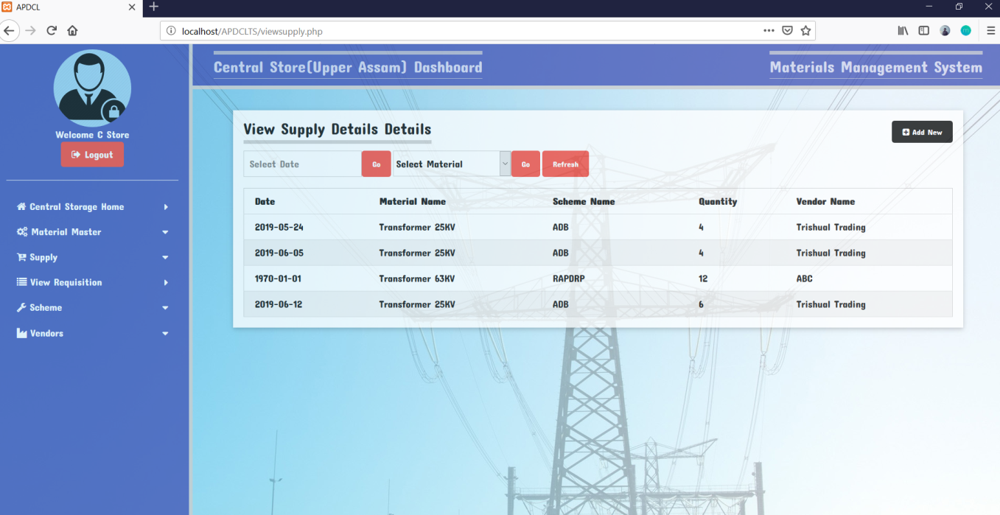 APDCL
localhost/APDCLTS/viewsupply.php
Central Store(Upper Assam) Dashboard
Materials Management System
Welcome C Store
Logout
Central Storage Home
Material Master
Supply
View Requisition
Scheme
Vendors
View Supply Details Details
Add New
Select Date Go Select Material Go Refresh
Date Material Name Scheme Name Quantity Vendor Name
2019-05-24 Transformer 25KV ADB 4 Trishual Trading
2019-06-05 Transformer 25KV ADB 4 Trishual Trading
1970-01-01 Transformer 63KV RAPDRP 12 ABC
2019-06-12 Transformer 25KV ADB 6 Trishual Trading